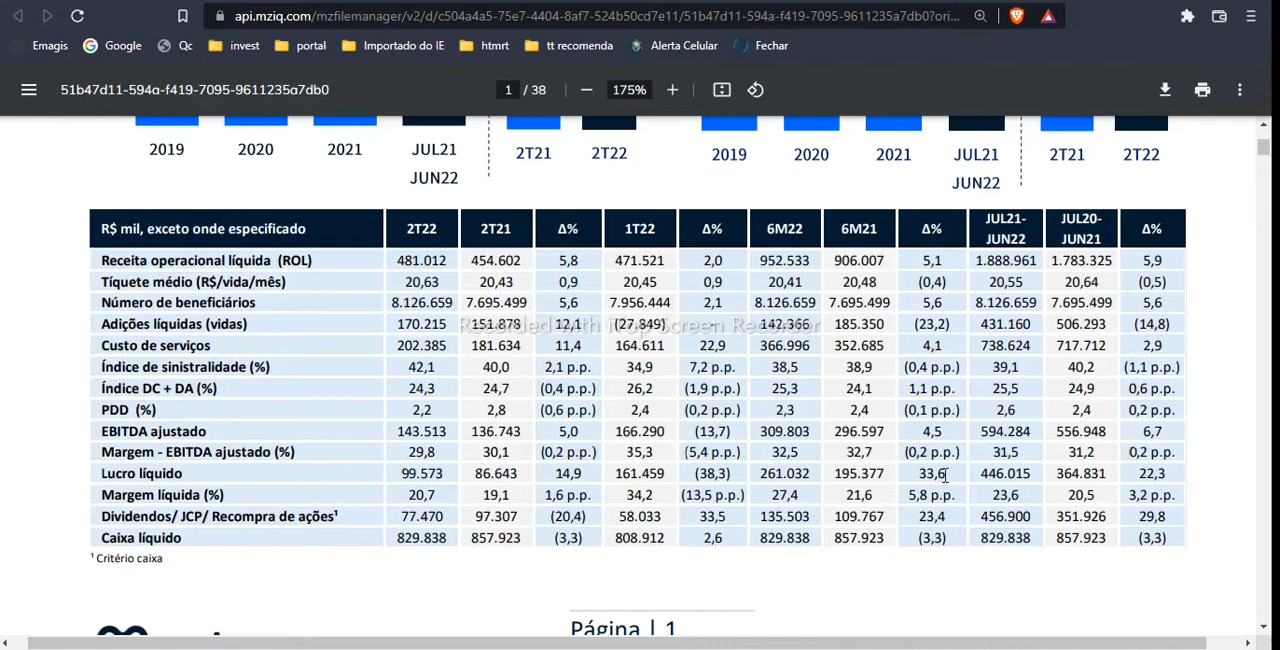 api.mziq.com/mzfilemanager/v2/d/c504a4a5-75e7-4404-8af7-524b50cd7e11/51b47d11-594a-f419-7095-9611235a7db0?ori...
Emagis Google Qc invest portal Importado do IE htmrt tt recomenda Alerta Celular Fechar
51b47d11-594a-f419-7095-9611235a7db0 1 / 38 175%
2019 2020 2021 JUL21 JUN22 2T21 2T22 2019 2020 2021 JUL21 JUN22 2T21 2T22
R$ mil, exceto onde especificado 2T22 2T21 Δ% 1T22 Δ% 6M22 6M21 Δ% JUL21-JUN22 JUL20-JUN21 Δ%
Receita operacional líquida (ROL) 481.012 454.602 5,8 471.521 2,0 952.533 906.007 5,1 1.888.961 1.783.325 5,9
Tíquete médio (R$/vida/mês) 20,63 20,43 0,9 20,45 0,9 20,41 20,48 (0,4) 20,55 20,64 (0,5)
Número de beneficiários 8.126.659 7.695.499 5,6 7.956.444 2,1 8.126.659 7.695.499 5,6 8.126.659 7.695.499 5,6
Adições líquidas (vidas) 170.215 151.878 12,1 (27.849) - 142.366 185.350 (23,2) 431.160 506.293 (14,8)
Recorded with iTop Screen Recorder
Custo de serviços 202.385 181.634 11,4 164.611 22,9 366.996 352.685 4,1 738.624 717.712 2,9
Índice de sinistralidade (%) 42,1 40,0 2,1 p.p. 34,9 7,2 p.p. 38,5 38,9 (0,4 p.p.) 39,1 40,2 (1,1 p.p.)
Índice DC + DA (%) 24,3 24,7 (0,4 p.p.) 26,2 (1,9 p.p.) 25,3 24,1 1,1 p.p. 25,5 24,9 0,6 p.p.
PDD (%) 2,2 2,8 (0,6 p.p.) 2,4 (0,2 p.p.) 2,3 2,4 (0,1 p.p.) 2,6 2,4 0,2 p.p.
EBITDA ajustado 143.513 136.743 5,0 166.290 (13,7) 309.803 296.597 4,5 594.284 556.948 6,7
Margem - EBITDA ajustado (%) 29,8 30,1 (0,2 p.p.) 35,3 (5,4 p.p.) 32,5 32,7 (0,2 p.p.) 31,5 31,2 0,2 p.p.
Lucro líquido 99.573 86.643 14,9 161.459 (38,3) 261.032 195.377 33,6 446.015 364.831 22,3
Margem líquida (%) 20,7 19,1 1,6 p.p. 34,2 (13,5 p.p.) 27,4 21,6 5,8 p.p. 23,6 20,5 3,2 p.p.
Dividendos/ JCP/ Recompra de ações¹ 77.470 97.307 (20,4) 58.033 33,5 135.503 109.767 23,4 456.900 351.926 29,8
Caixa líquido 829.838 857.923 (3,3) 808.912 2,6 829.838 857.923 (3,3) 829.838 857.923 (3,3)
¹ Critério caixa
Página | 1